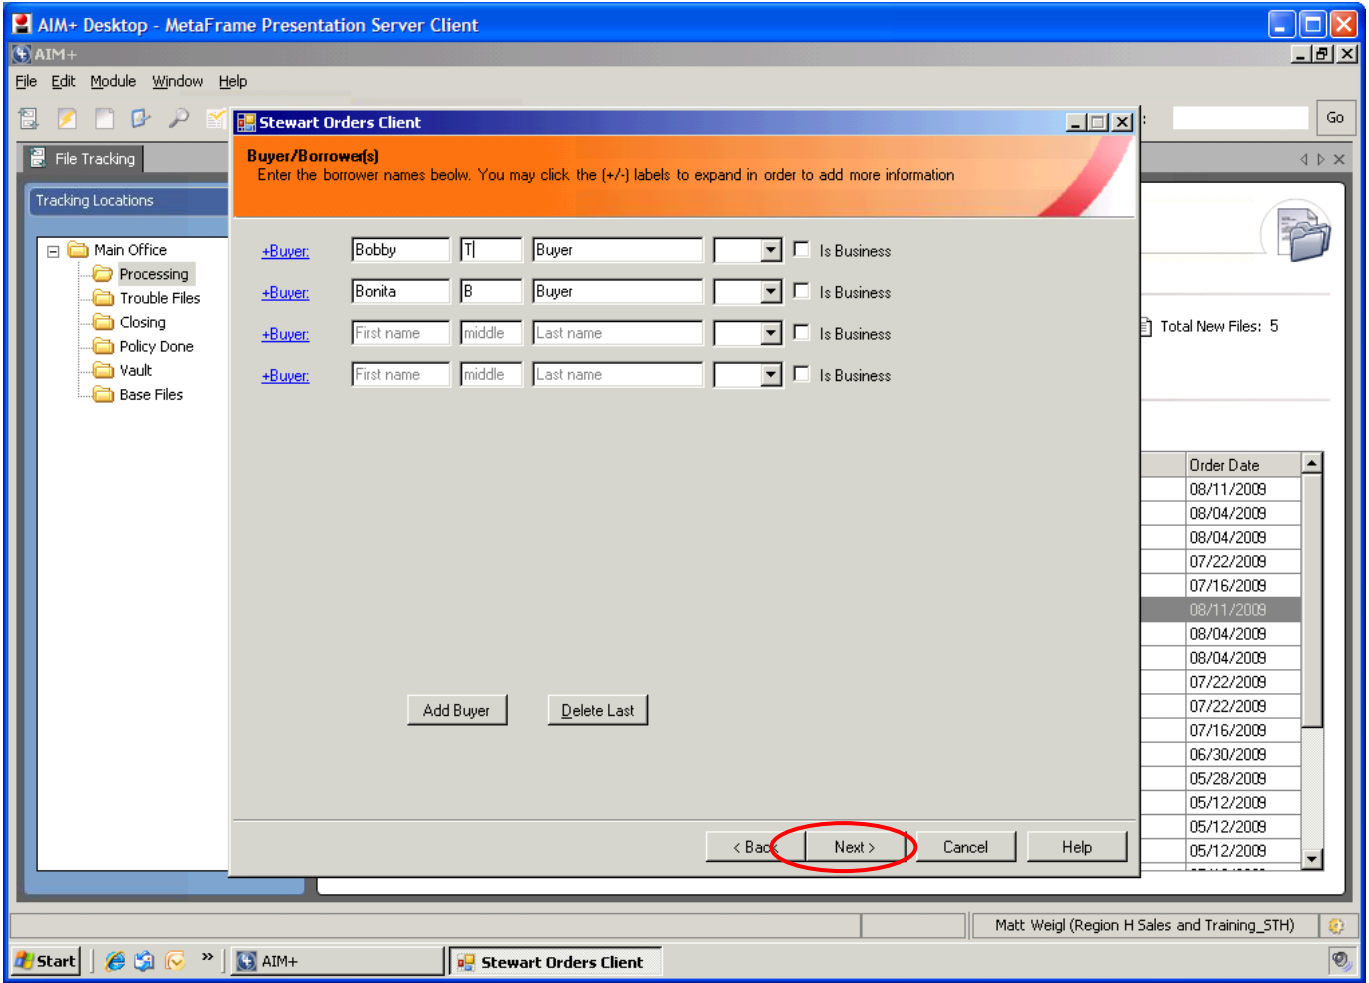 AIM+ Desktop - MetaFrame Presentation Server Client
AIM+
File Edit Module Window Help
: Go
File Tracking
Tracking Locations
Main Office
Processing
Trouble Files
Closing
Policy Done
Vault
Base Files
Stewart Orders Client
Buyer/Borrower(s)
Enter the borrower names beolw. You may click the (+/-) labels to expand in order to add more information
+Buyer: Bobby T Buyer Is Business
+Buyer: Bonita B Buyer Is Business
+Buyer: First name middle Last name Is Business
+Buyer: First name middle Last name Is Business
Add Buyer Delete Last
< Back Next > Cancel Help
Total New Files: 5
Order Date
08/11/2009
08/04/2009
08/04/2009
07/22/2009
07/16/2009
08/11/2009
08/04/2009
08/04/2009
07/22/2009
07/22/2009
07/16/2009
06/30/2009
05/28/2009
05/12/2009
05/12/2009
05/12/2009
Matt Weigl (Region H Sales and Training_STH)
Start » AIM+ Stewart Orders Client